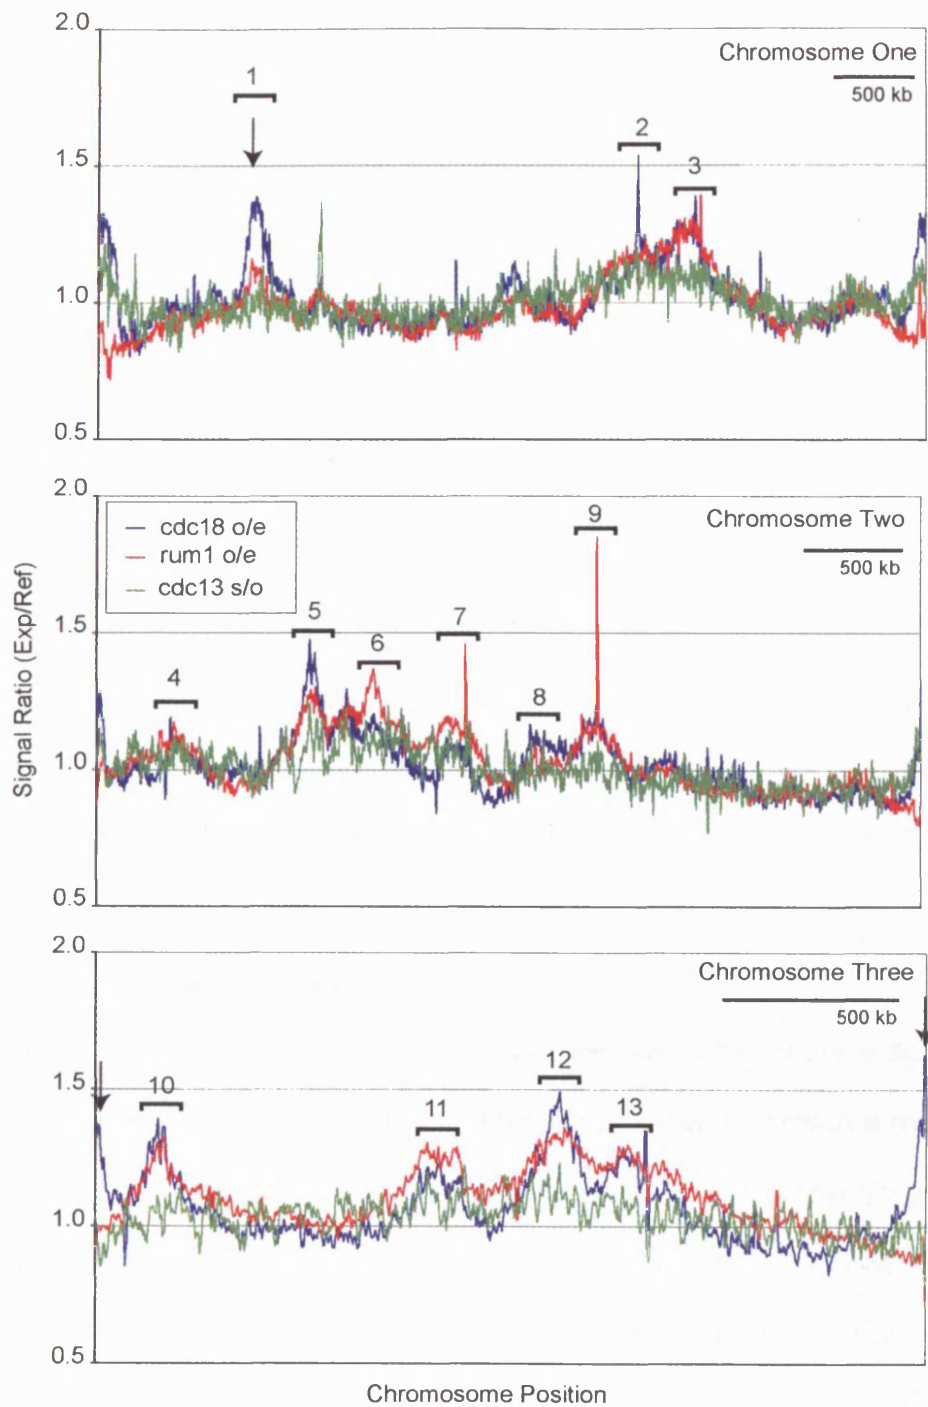 2.0
Chromosome One
500 kb
1
2
3
1.5
1.0
0.5
Signal Ratio (Exp/Ref)
2.0
Chromosome Two
500 kb
cdc18 o/e
rum1 o/e
cdc13 s/o
4
5
6
7
8
9
1.5
1.0
0.5
2.0
Chromosome Three
500 kb
10
11
12
13
1.5
1.0
0.5
Chromosome Position